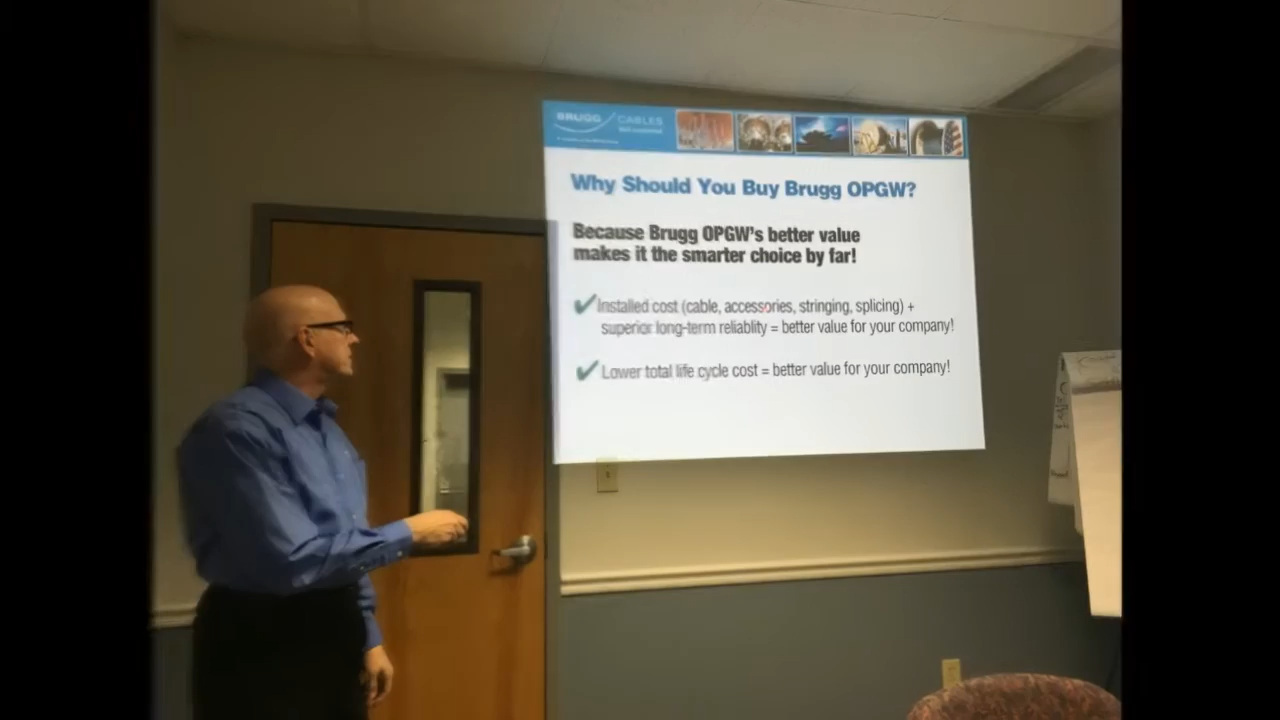 BRUGG CABLES
Well connected.
Why Should You Buy Brugg OPGW?
Because Brugg OPGW's better value
makes it the smarter choice by far!
✔Installed cost (cable, accessories, stringing, splicing) +
superior long-term reliablity = better value for your company!
✔Lower total life cycle cost = better value for your company!